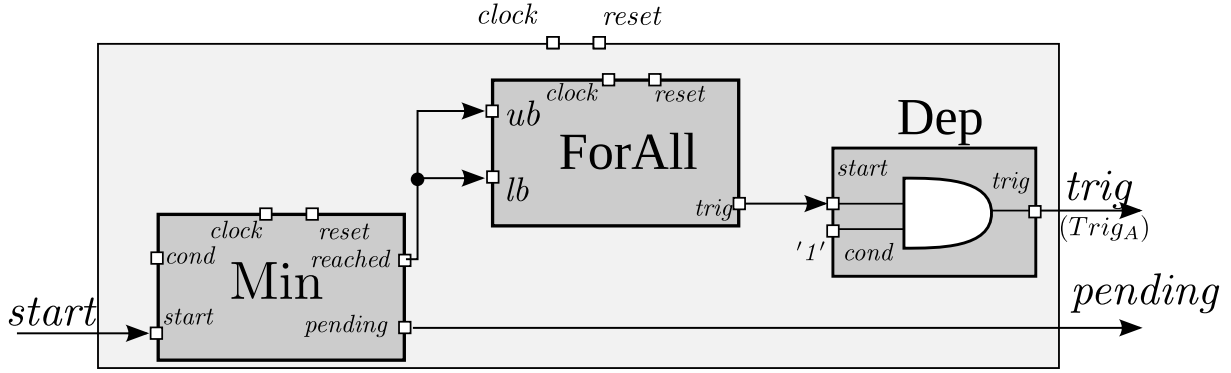 clock reset
clock reset
ub
ForAll
lb
trig
Dep
start
trig
'1'
cond
trig
(Trig_A)
clock reset
cond
reached
Min
start
pending
start
pending